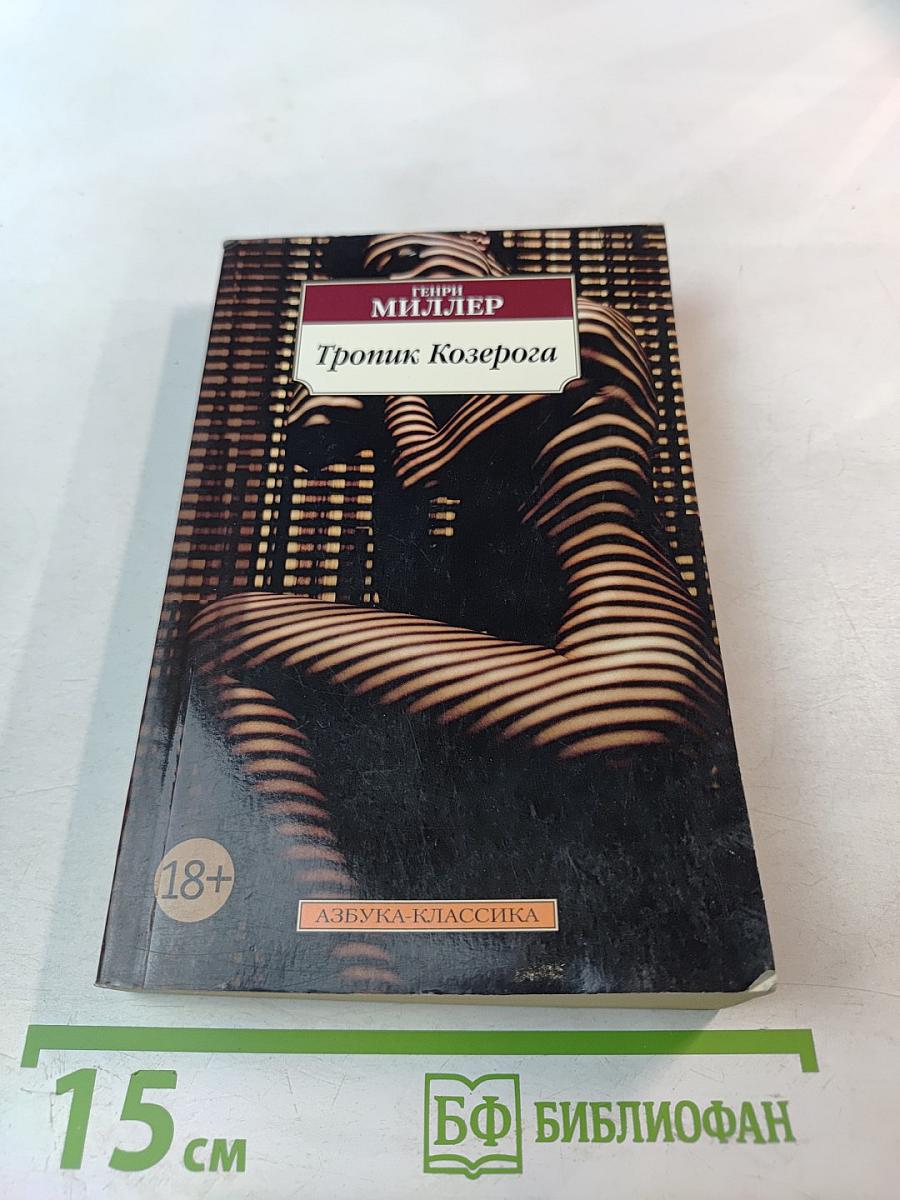 ГЕНРИ
МИЛЛЕР
Тропик Козерога
18+
АЗБУКА-КЛАССИКА
15 см
БФ БИБЛИОФАН